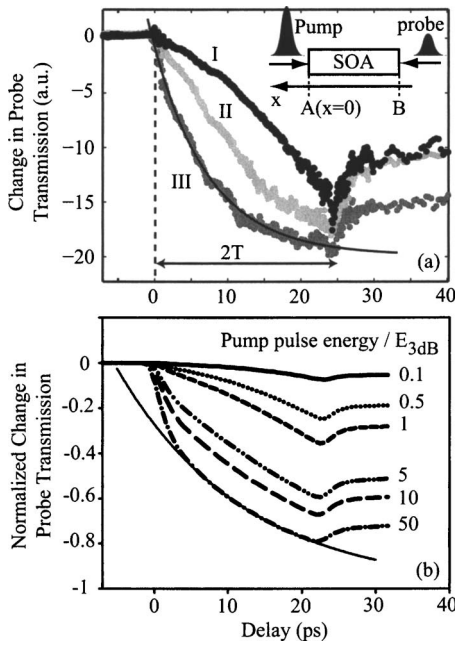 Pump
probe
SOA
x
A(x=0)
B
I
II
III
2T
(a)
Change in Probe
Transmission (a.u.)
0
−5
−10
−15
−20
0
10
20
30
40
Pump pulse energy / E3dB
0.1
0.5
1
5
10
50
(b)
Normalized Change in
Probe Transmission
0
-0.2
-0.4
-0.6
-0.8
-1
0
10
20
30
40
Delay (ps)